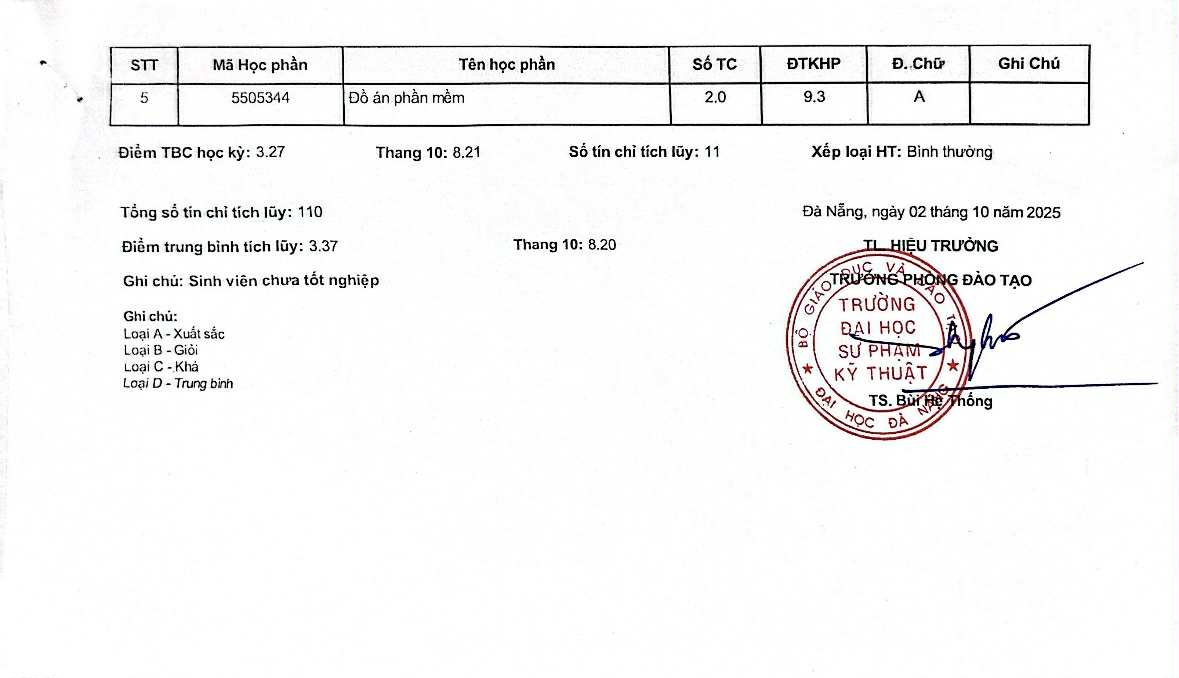 STT Mã Học phần Tên học phần Số TC ĐTKHP Đ..Chữ Ghi Chú
5 5505344 Đồ án phần mềm 2.0 9.3 A
Điểm TBC học kỳ: 3.27 Thang 10: 8.21 Số tín chỉ tích lũy: 11 Xếp loại HT: Bình thường
Tổng số tín chỉ tích lũy: 110 Đà Nẵng, ngày 02 tháng 10 năm 2025
Điểm trung bình tích lũy: 3.37 Thang 10: 8.20 TL. HIỆU TRƯỞNG
Ghi chú: Sinh viên chưa tốt nghiệp TRƯỞNG PHÒNG ĐÀO TẠO
Ghi chú:
Loại A - Xuất sắc
Loại B - Giỏi
Loại C - Khá
Loại D - Trung bình
BỘ GIÁO DỤC VÀ ĐÀO TẠO
TRƯỜNG
ĐẠI HỌC
SƯ PHẠM
KỸ THUẬT
ĐẠI HỌC ĐÀ NẴNG
TS. Bùi Hệ Thống